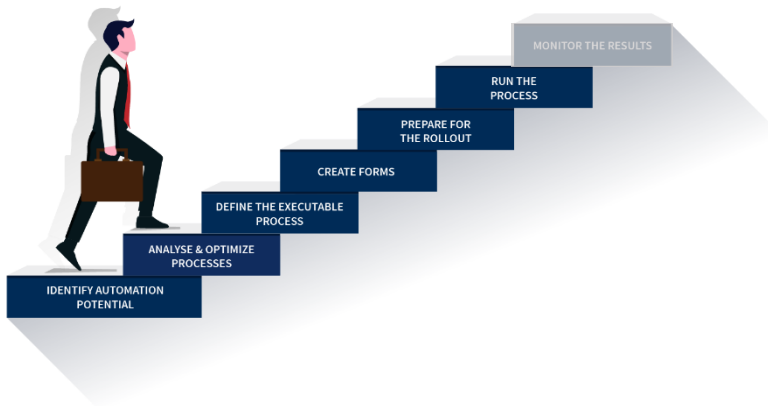 MONITOR THE RESULTS
RUN THE
PROCESS
PREPARE FOR
THE ROLLOUT
CREATE FORMS
DEFINE THE EXECUTABLE
PROCESS
ANALYSE & OPTIMIZE
PROCESSES
IDENTIFY AUTOMATION
POTENTIAL